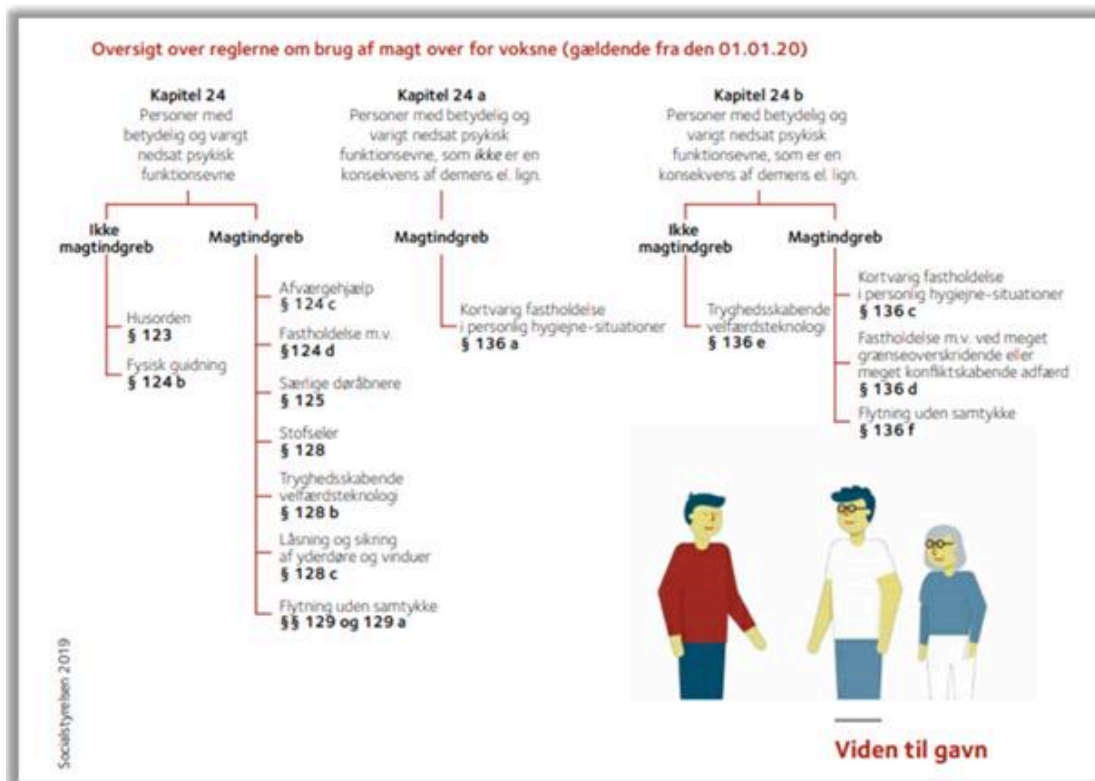 Oversigt over reglerne om brug af magt over for voksne (gældende fra den 01.01.20)
Kapitel 24
Personer med
betydelig og varigt
nedsat psykisk
funktionsevne
Ikke
magtindgreb
Husorden
§ 123
Fysisk guidning
§ 124 b
Magtindgreb
Afværgehjælp
§ 124 c
Fastholdelse m.v.
§124 d
Særlige døråbnere
§ 125
Stofseler
§ 128
Tryghedsskabende
velfærdsteknologi
§ 128 b
Låsning og sikring
af yderdøre og vinduer
§ 128 c
Flytning uden samtykke
§§ 129 og 129 a
Kapitel 24 a
Personer med betydelig og
varigt nedsat psykisk
funktionsevne, som ikke er en
konsekvens af demens el. lign.
Magtindgreb
Kortvarig fastholdelse
i personlig hygiejne-situationer
§ 136 a
Kapitel 24 b
Personer med betydelig og
varigt nedsat psykisk
funktionsevne, som er en
konsekvens af demens el. lign.
Ikke
magtindgreb
Tryghedsskabende
velfærdsteknologi
§ 136 e
Magtindgreb
Kortvarig fastholdelse
i personlig hygiejne-situationer
§ 136 c
Fastholdelse m.v. ved meget
grænseoverskridende eller
meget konfliktskabende adfærd
§ 136 d
Flytning uden samtykke
§ 136 f
Socialstyrelsen 2019
Viden til gavn